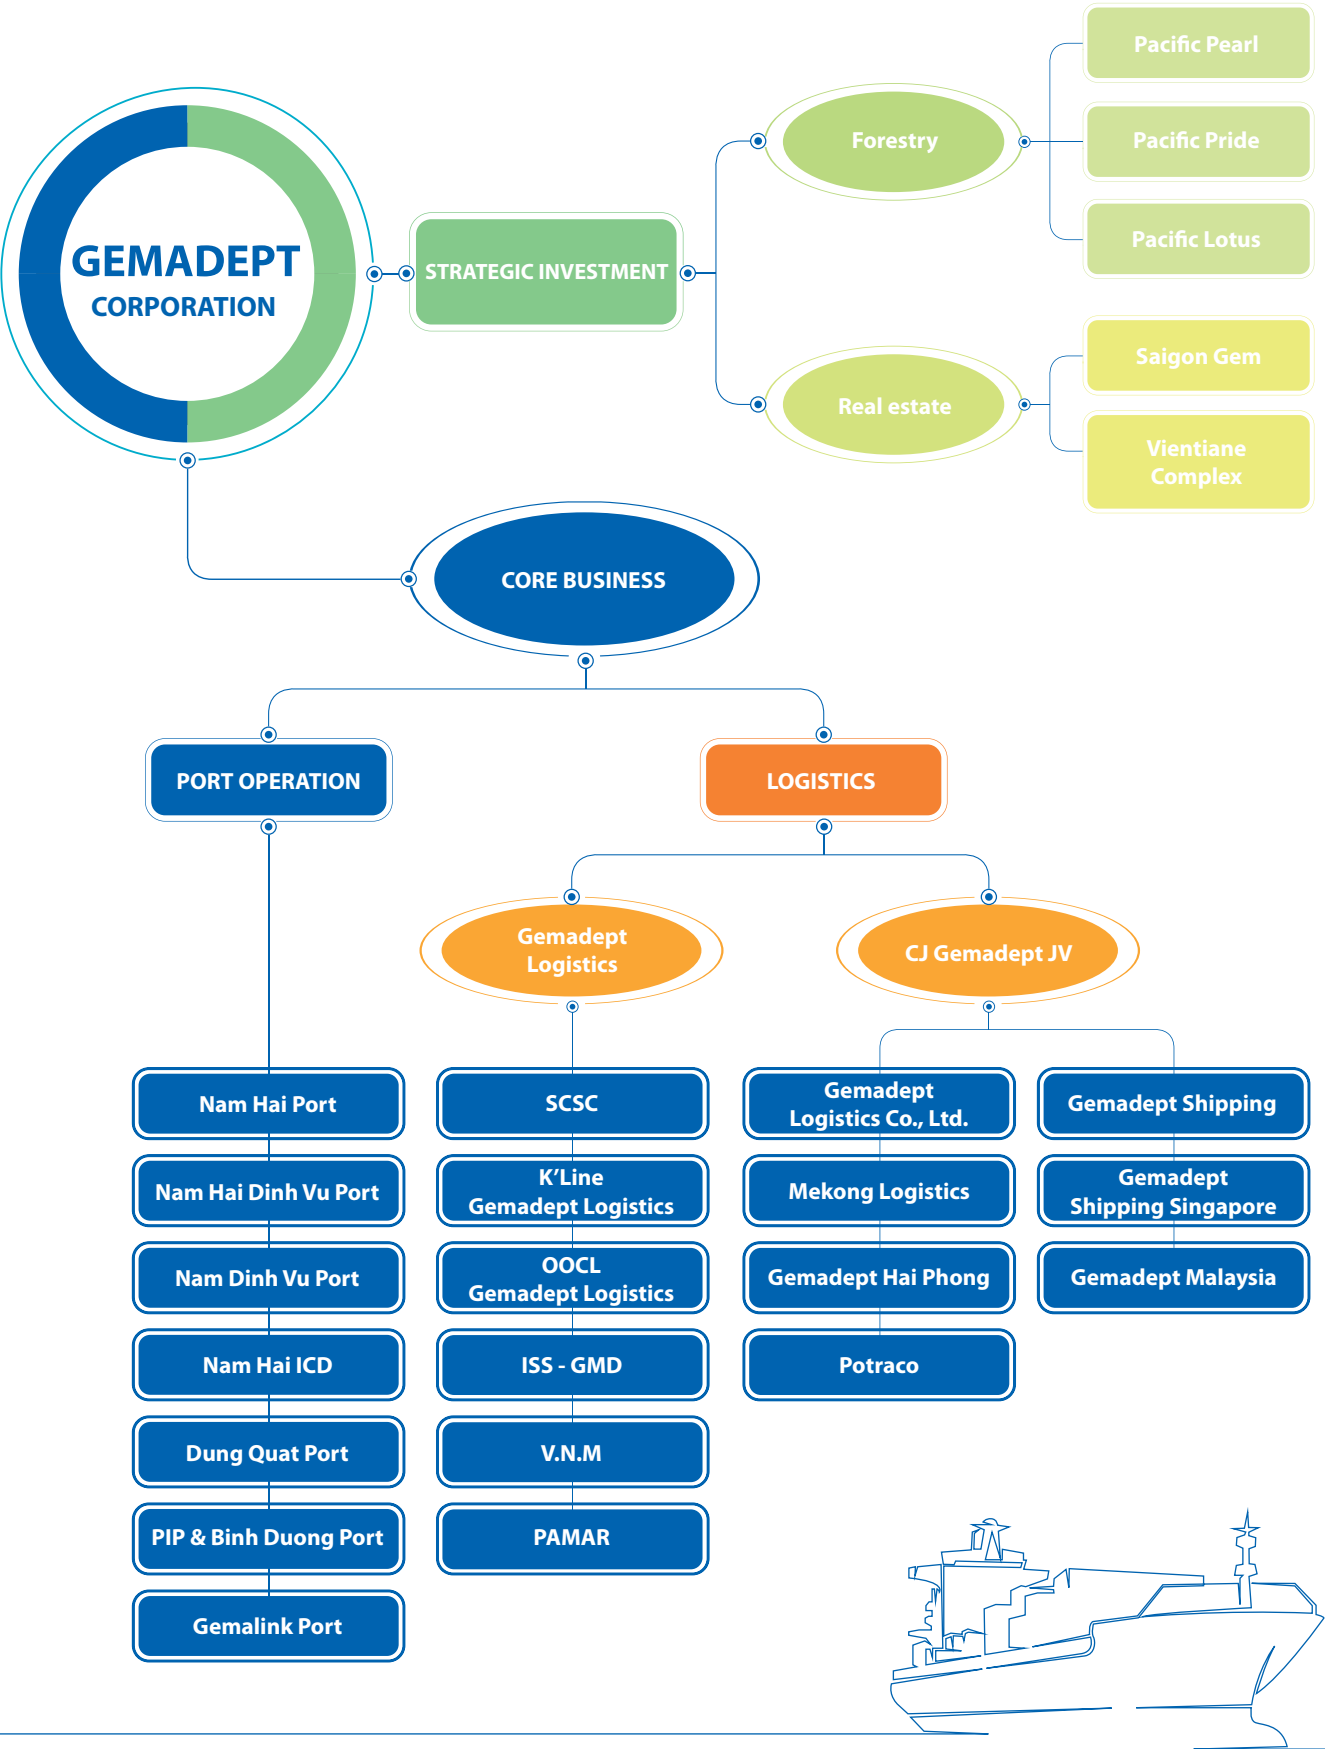 GEMADEPT
CORPORATION
STRATEGIC INVESTMENT
Forestry
Pacific Pearl
Pacific Pride
Pacific Lotus
Real estate
Saigon Gem
Vientiane
Complex
CORE BUSINESS
PORT OPERATION
Nam Hai Port
Nam Hai Dinh Vu Port
Nam Dinh Vu Port
Nam Hai ICD
Dung Quat Port
PIP & Binh Duong Port
Gemalink Port
LOGISTICS
Gemadept
Logistics
SCSC
K’Line
Gemadept Logistics
OOCL
Gemadept Logistics
ISS - GMD
V.N.M
PAMAR
CJ Gemadept JV
Gemadept
Logistics Co., Ltd.
Mekong Logistics
Gemadept Hai Phong
Potraco
Gemadept Shipping
Gemadept
Shipping Singapore
Gemadept Malaysia